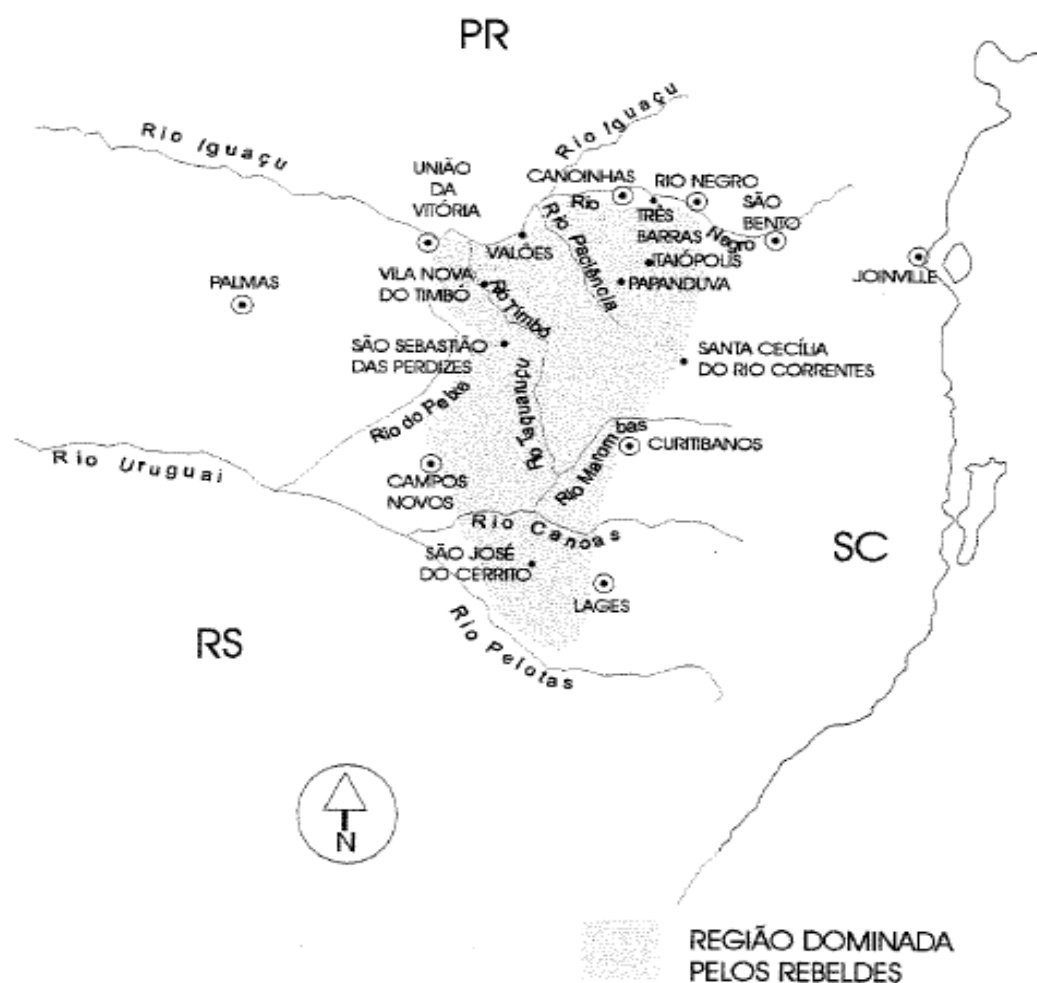 PR
Rio Iguaçu
Rio Iguaçu
UNIÃO
DA
VITÓRIA
CANOINHAS
RIO NEGRO
SÃO
BENTO
Rio Negro
TRÊS
BARRAS
VALÕES
Rio Paciência
ITAIÓPOLIS
PAPANDUVA
JOINVILLE
PALMAS
VILA NOVA
DO TIMBÓ
Rio Timbó
SÃO SEBASTIÃO
DAS PERDIZES
SANTA CECÍLIA
DO RIO CORRENTES
Rio do Peixe
Rio Taquaruçu
Rio Marombas
CURITIBANOS
Rio Uruguai
CAMPOS
NOVOS
Rio Canoas
SC
SÃO JOSÉ
DO CERRITO
LAGES
RS
Rio Pelotas
N
REGIÃO DOMINADA
PELOS REBELDES